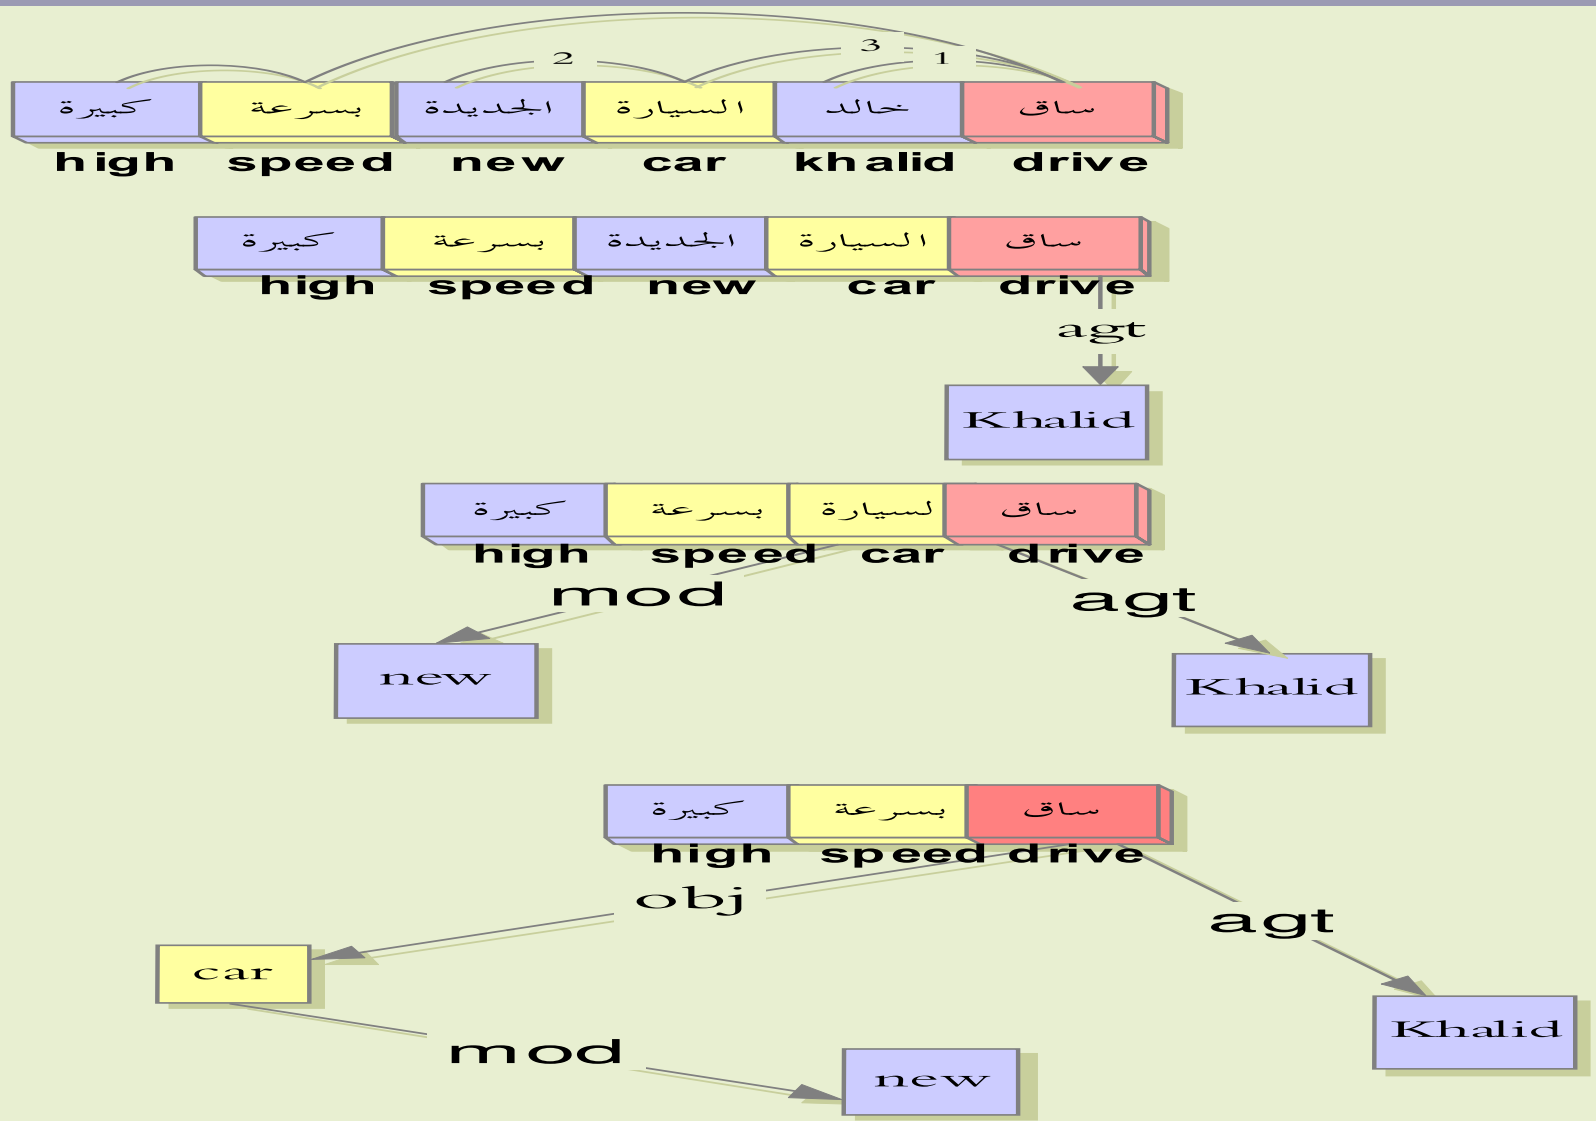 2 3 1
ساق خالد السيارة الجديدة بسرعة كبيرة
high speed new car khalid drive
ساق السيارة الجديدة بسرعة كبيرة
high speed new car drive
agt
Khalid
ساق لسيارة بسرعة كبيرة
high speed car drive
mod agt
new Khalid
ساق بسرعة كبيرة
high speed drive
obj agt
car Khalid
mod
new